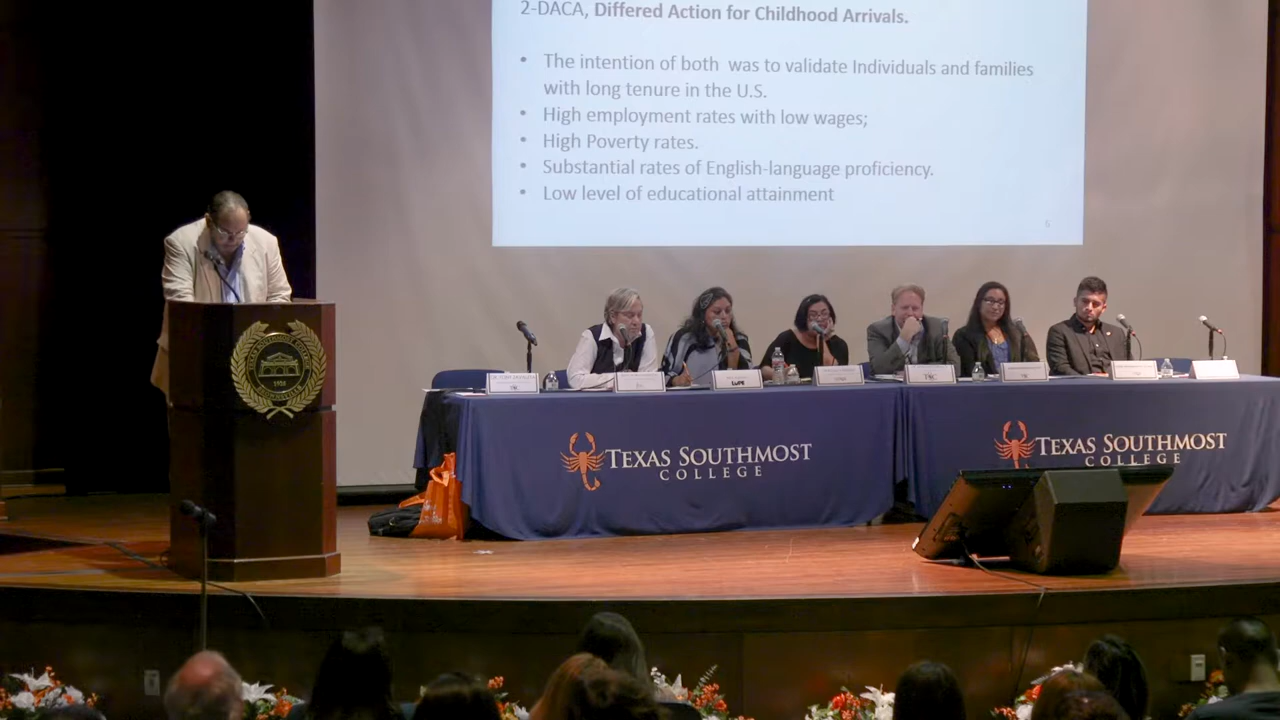 2-DACA, Differed Action for Childhood Arrivals.
• The intention of both was to validate Individuals and families
with long tenure in the U.S.
• High employment rates with low wages;
• High Poverty rates.
• Substantial rates of English-language proficiency.
• Low level of educational attainment
5
LUPE
TEXAS SOUTHMOST
COLLEGE
TEXAS SOUTHMOST
COLLEGE